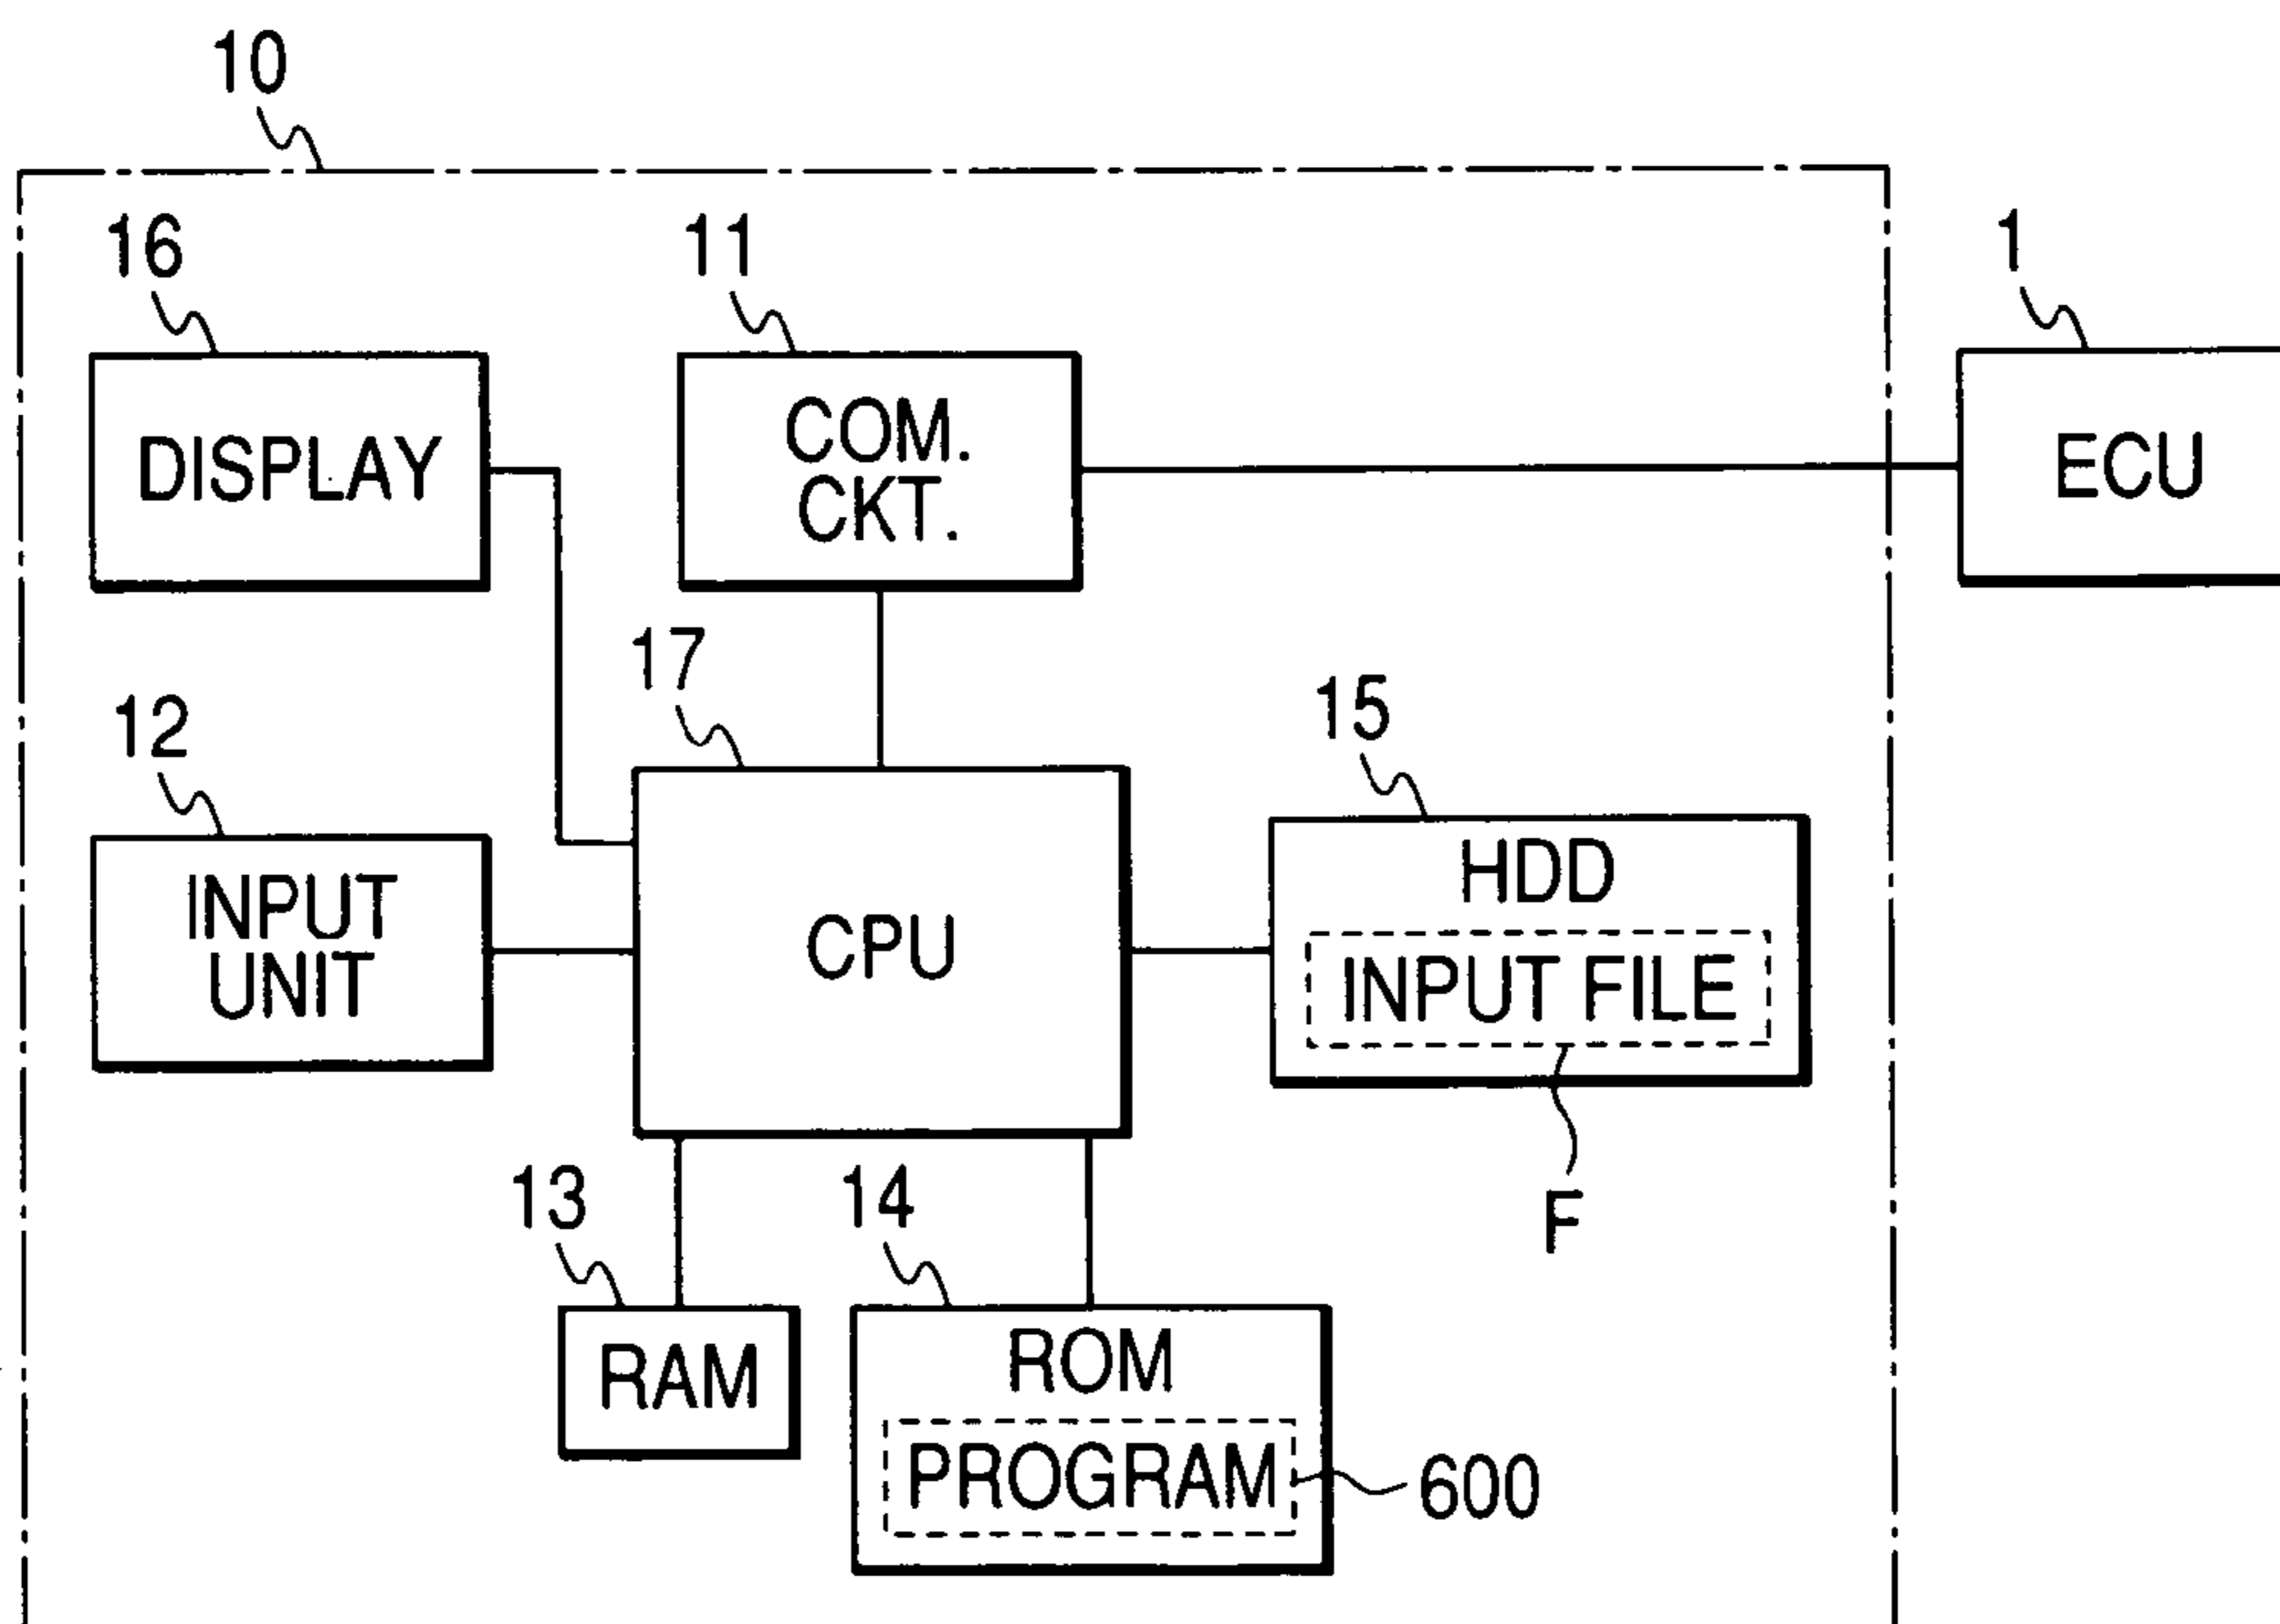 10
16
11
1
DISPLAY
COM.
CKT.
ECU
17
12
15
INPUT
UNIT
CPU
HDD
INPUT FILE
F
13
14
RAM
ROM
PROGRAM
600